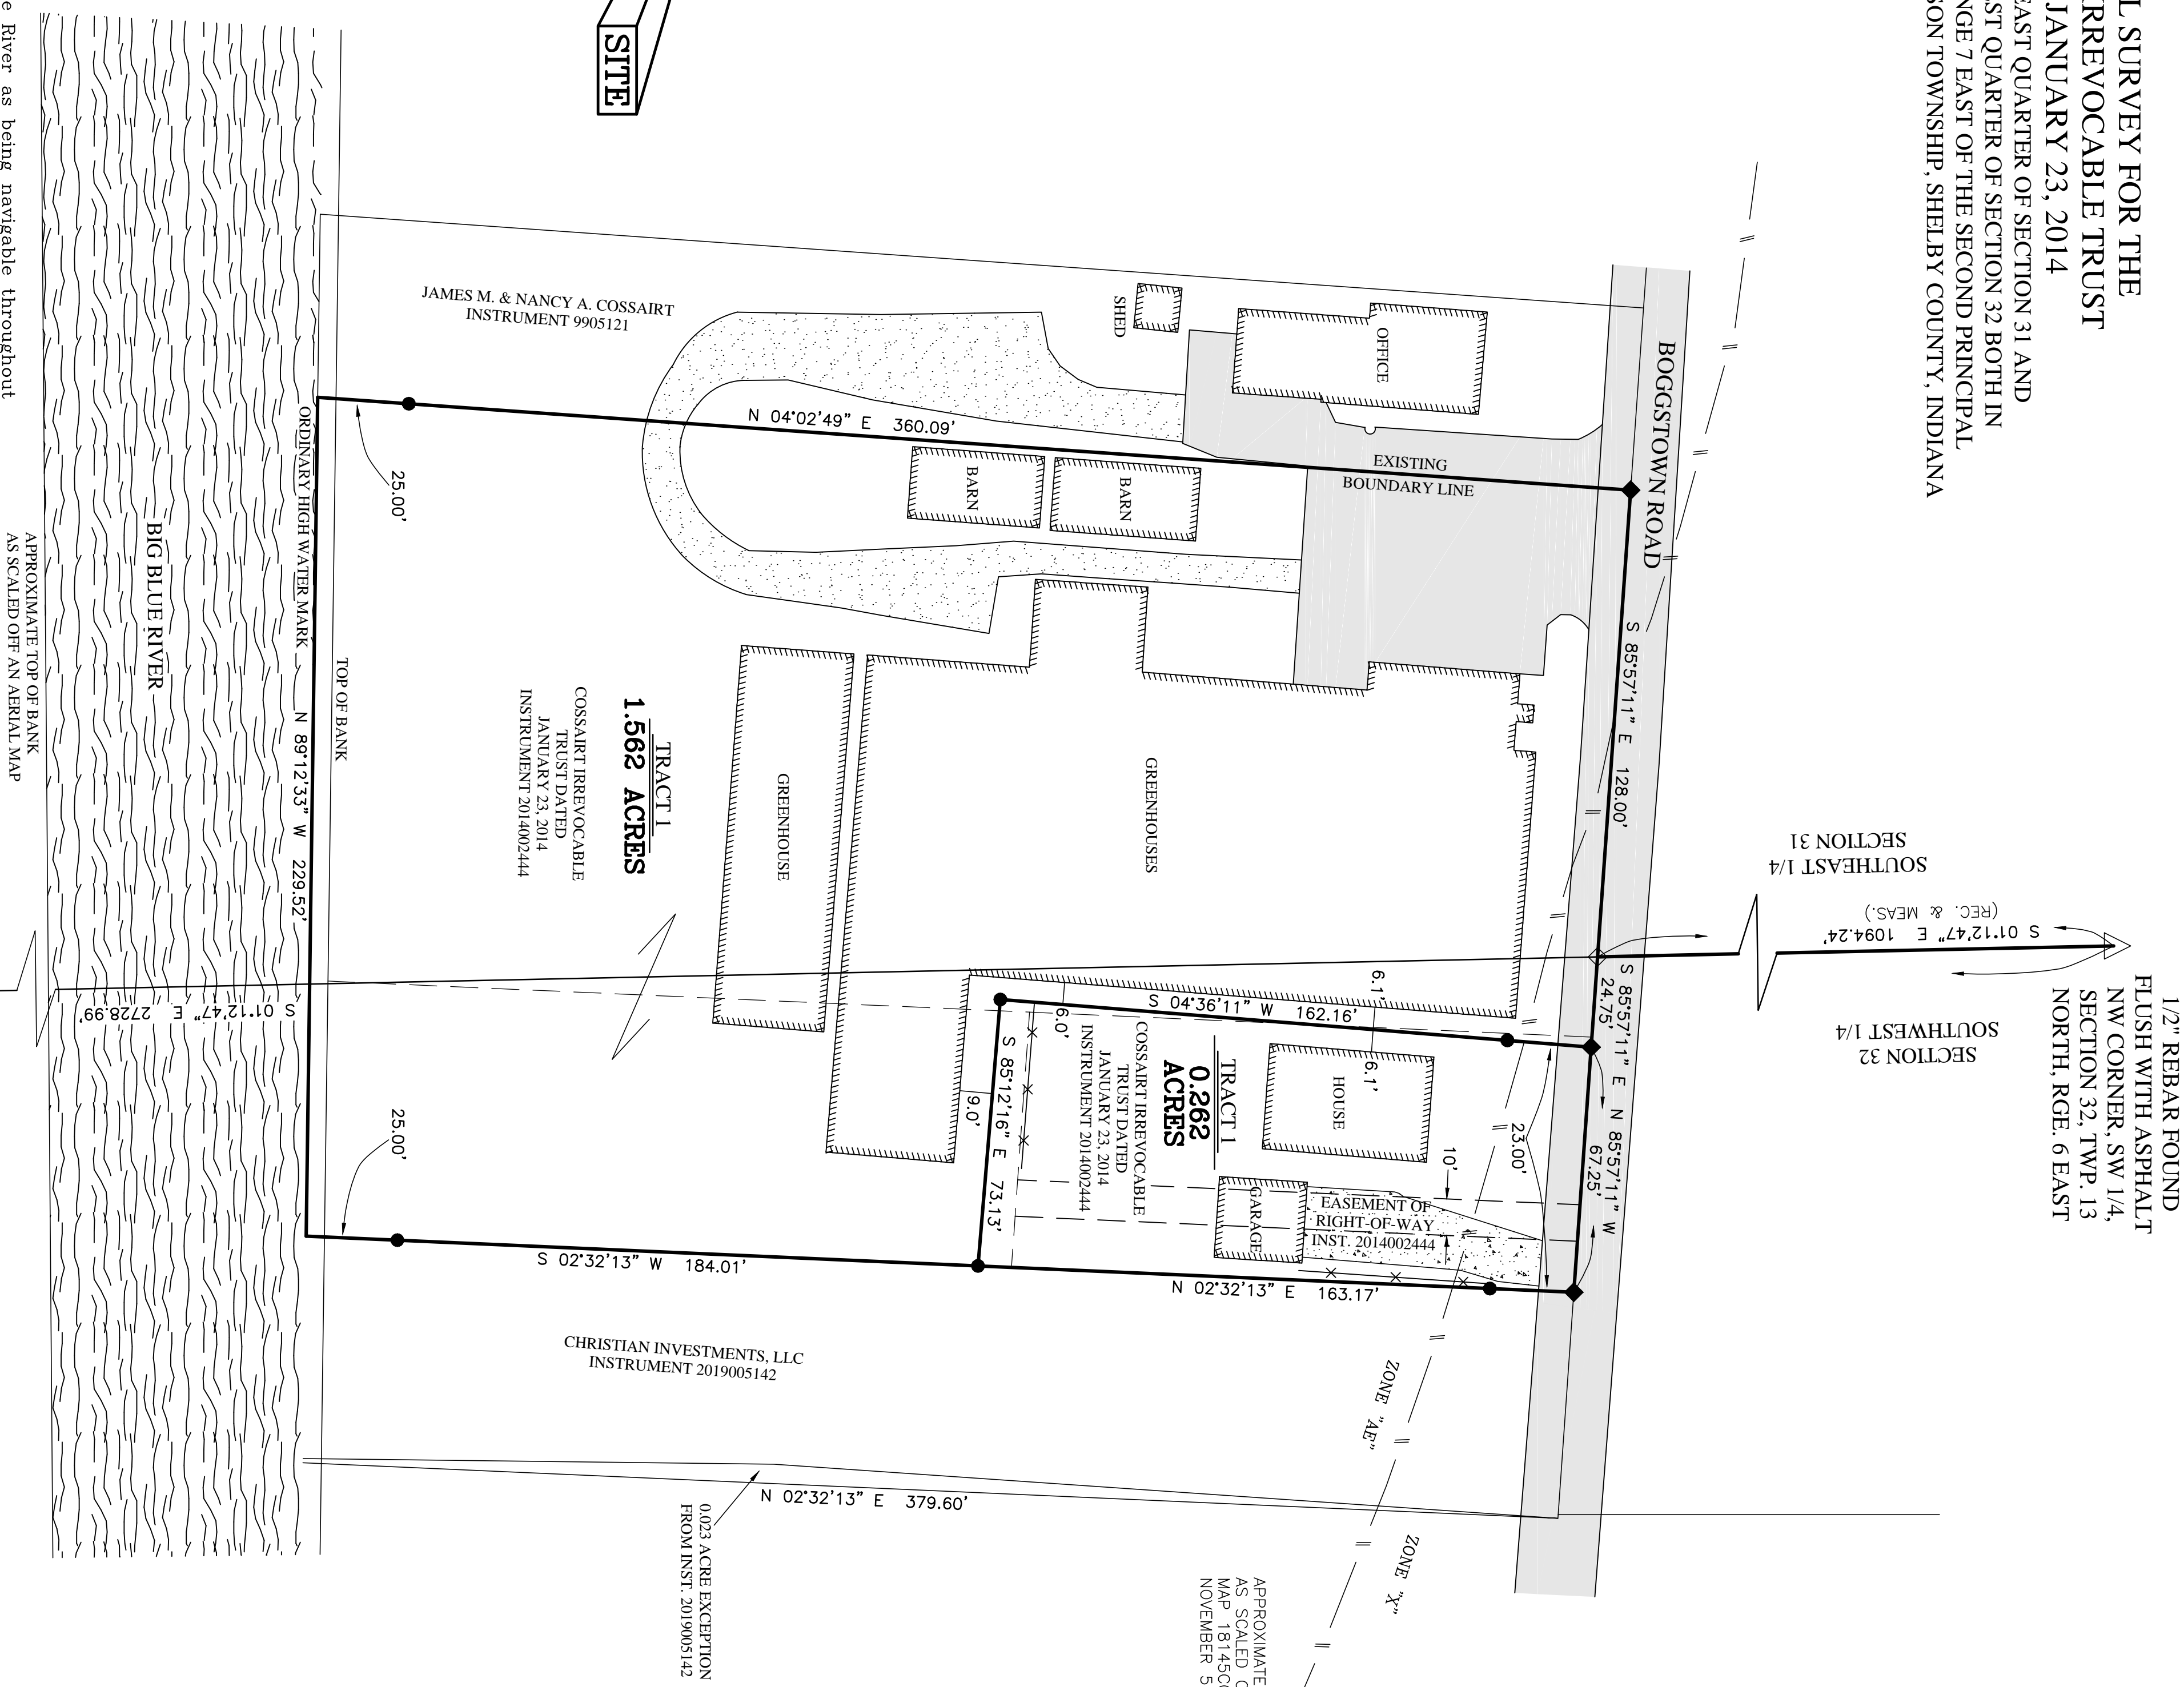 L SURVEY FOR THE
RREVOCABLE TRUST
JANUARY 23, 2014
EAST QUARTER OF SECTION 31 AND
ST QUARTER OF SECTION 32 BOTH IN
NGE 7 EAST OF THE SECOND PRINCIPAL
SON TOWNSHIP, SHELBY COUNTY, INDIANA
1/2" REBAR FOUND
FLUSH WITH ASPHALT
NW CORNER, SW 1/4,
SECTION 32, TWP. 13
NORTH, RGE. 6 EAST
S 01°12'47" E 1094.24'
(REC. & MEAS.)
SOUTHEAST 1/4
SECTION 31
SECTION 32
SOUTHWEST 1/4
BOGGSTOWN ROAD
S 85°57'11" E 128.00'
S 85°57'11" E
24.75'
N 85°57'11" W
67.25'
23.00'
ZONE "AE"
ZONE "X"
APPROXIMATE
AS SCALED O
MAP 18145C
NOVEMBER 5
OFFICE
SHED
EXISTING
BOUNDARY LINE
N 04°02'49" E 360.09'
BARN
BARN
GREENHOUSES
GREENHOUSE
6.1'
6.1'
S 04°36'11" W 162.16'
6.0'
HOUSE
10'
GARAGE
EASEMENT OF
RIGHT-OF-WAY
INST. 2014002444
TRACT 1
0.262
ACRES
COSSAIRT IRREVOCABLE
TRUST DATED
JANUARY 23, 2014
INSTRUMENT 2014002444
S 85°12'16" E 73.13'
9.0'
N 02°32'13" E 163.17'
S 02°32'13" W 184.01'
JAMES M. & NANCY A. COSSAIRT
INSTRUMENT 9905121
TRACT 1
1.562 ACRES
COSSAIRT IRREVOCABLE
TRUST DATED
JANUARY 23, 2014
INSTRUMENT 2014002444
CHRISTIAN INVESTMENTS, LLC
INSTRUMENT 2019005142
N 02°32'13" E 379.60'
0.023 ACRE EXCEPTION
FROM INST. 2019005142
SITE
25.00'
25.00'
TOP OF BANK
ORDINARY HIGH WATER MARK
N 89°12'33" W 229.52'
S 01°12'47" E 2728.99'
BIG BLUE RIVER
APPROXIMATE TOP OF BANK
AS SCALED OFF AN AERIAL MAP
e River as being navigable throughout